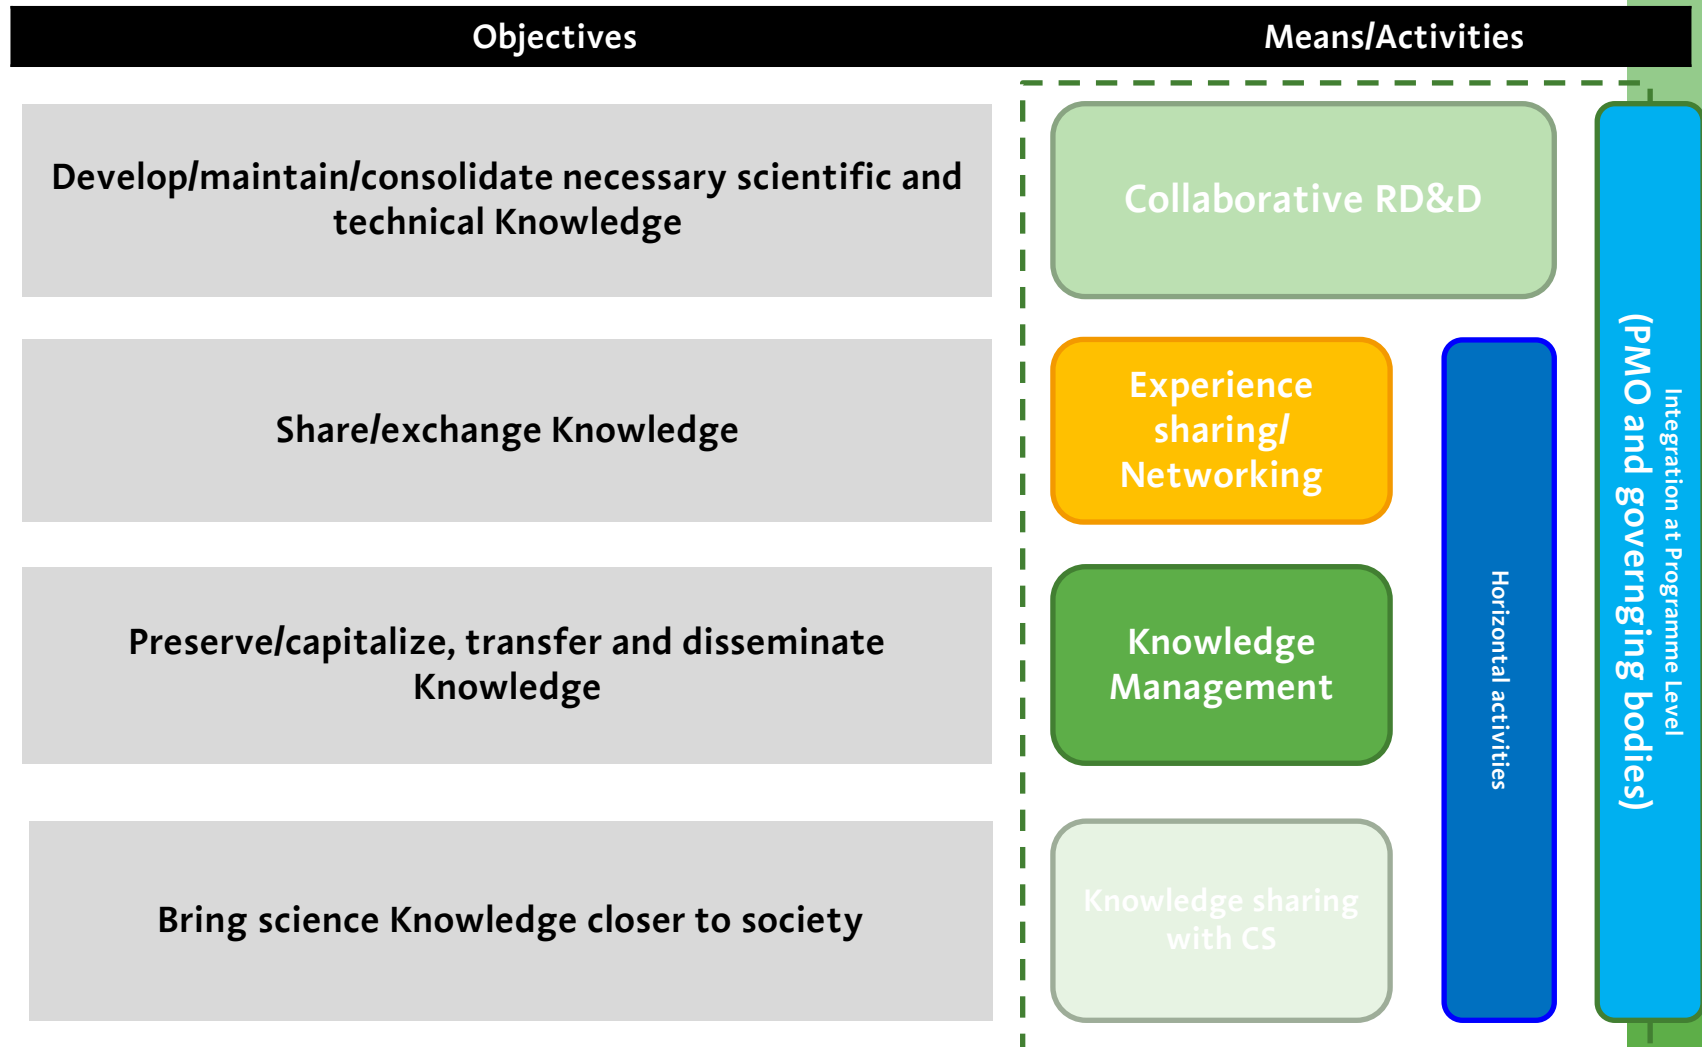 Objectives
Means/Activities
Develop/maintain/consolidate necessary scientific and
technical Knowledge
Collaborative RD&D
Share/exchange Knowledge
Experience
sharing/
Networking
Preserve/capitalize, transfer and disseminate
Knowledge
Knowledge
Management
Bring science Knowledge closer to society
Knowledge sharing
with CS
Horizontal activities
Integration at Programme Level
(PMO and governging bodies)